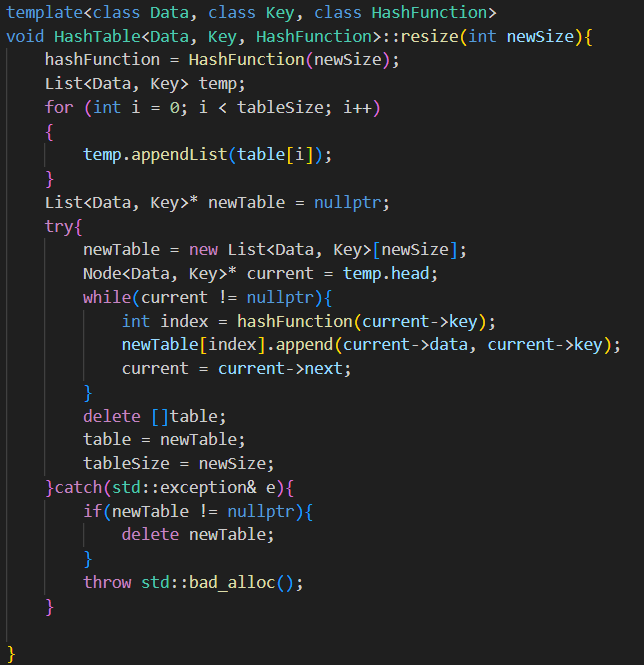 template<class Data, class Key, class HashFunction>
void HashTable<Data, Key, HashFunction>::resize(int newSize){
    hashFunction = HashFunction(newSize);
    List<Data, Key> temp;
    for (int i = 0; i < tableSize; i++)
    {
        temp.appendList(table[i]);
    }
    List<Data, Key>* newTable = nullptr;
    try{
        newTable = new List<Data, Key>[newSize];
        Node<Data, Key>* current = temp.head;
        while(current != nullptr){
            int index = hashFunction(current->key);
            newTable[index].append(current->data, current->key);
            current = current->next;
        }
        delete []table;
        table = newTable;
        tableSize = newSize;
    }catch(std::exception& e){
        if(newTable != nullptr){
            delete newTable;
        }
        throw std::bad_alloc();
    }
}